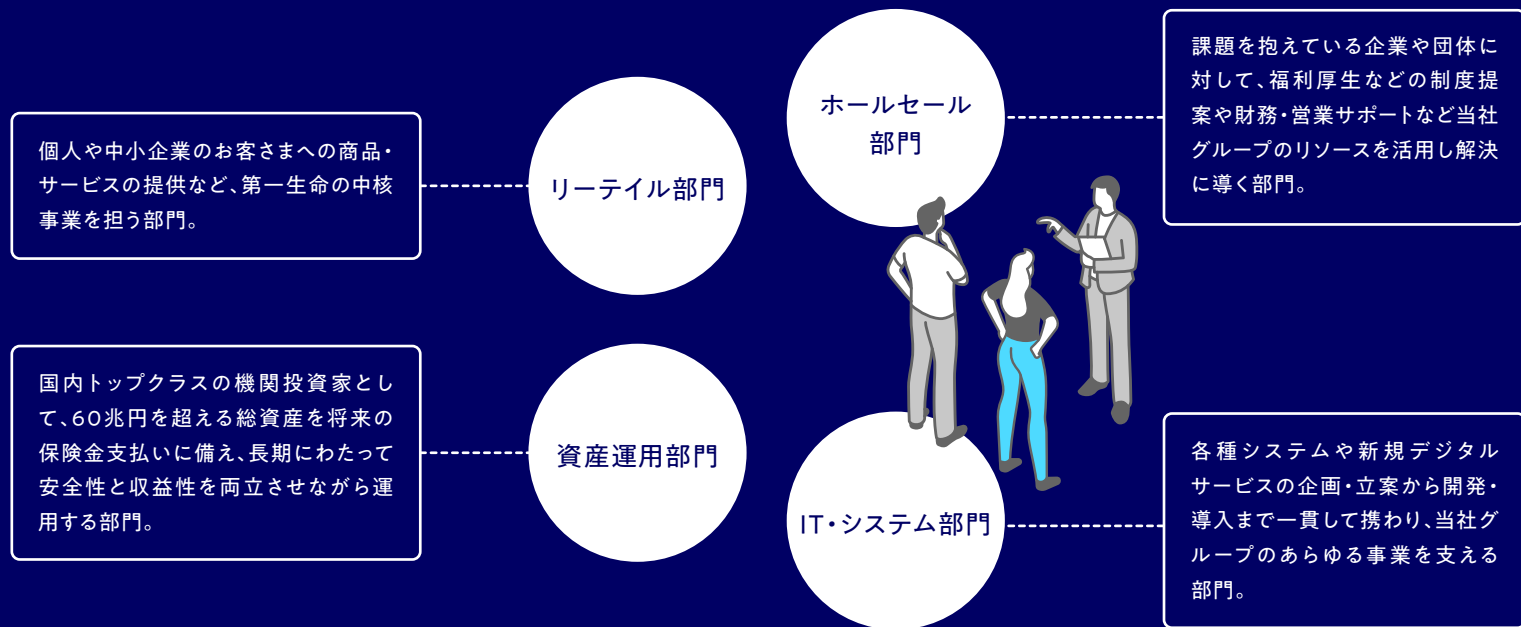 リーテイル部門
個人や中小企業のお客さまへの商品・
サービスの提供など、第一生命の中核
事業を担う部門。
ホールセール
部門
課題を抱えている企業や団体に
対して、福利厚生などの制度提
案や財務・営業サポートなど当社
グループのリソースを活用し解決
に導く部門。
資産運用部門
国内トップクラスの機関投資家とし
て、60兆円を超える総資産を将来の
保険金支払いに備え、長期にわたって
安全性と収益性を両立させながら運
用する部門。
IT・システム部門
各種システムや新規デジタル
サービスの企画・立案から開発・
導入まで一貫して携わり、当社グ
ループのあらゆる事業を支える
部門。